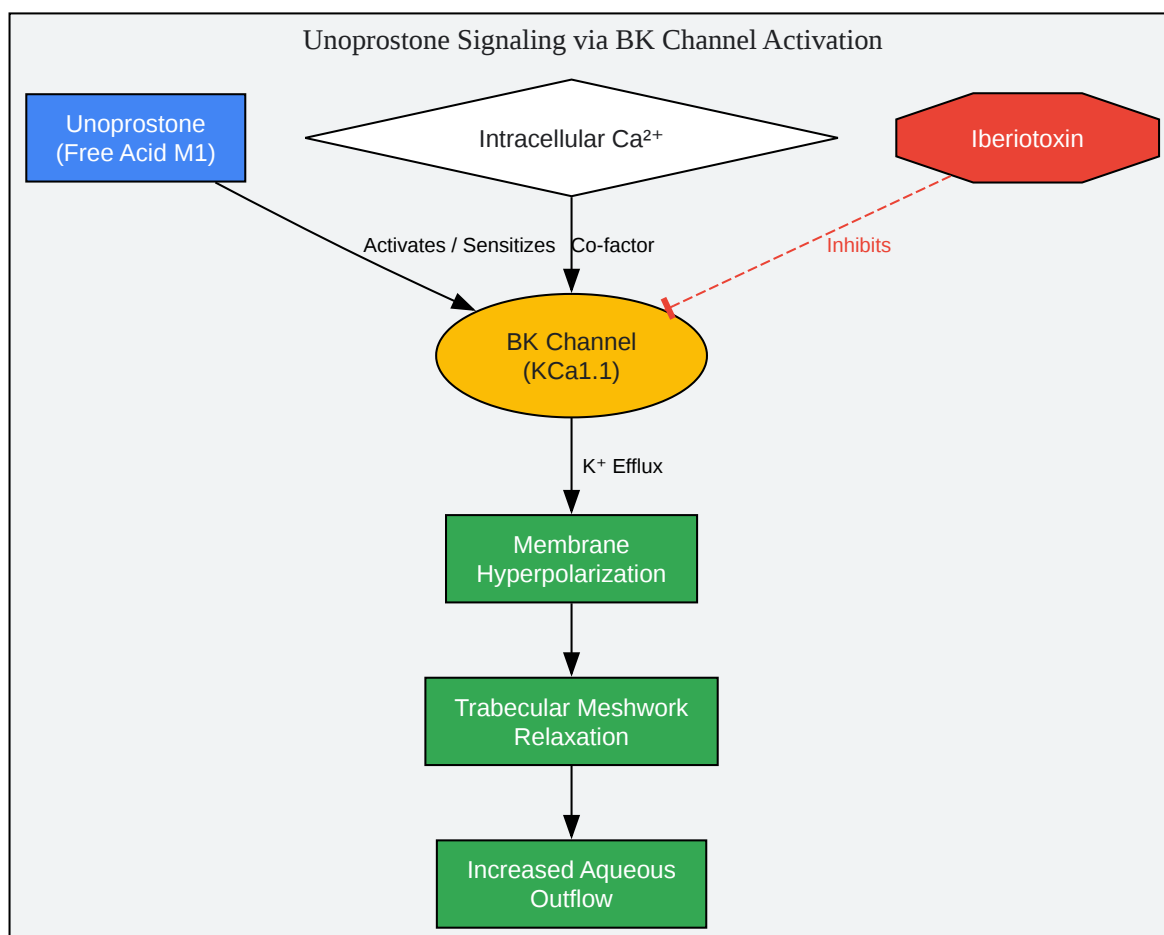 Unoprostone Signaling via BK Channel Activation
Unoprostone
(Free Acid M1)
Intracellular Ca²⁺
Iberiotoxin
Activates / Sensitizes
Co-factor
Inhibits
BK Channel
(KCa1.1)
K⁺ Efflux
Membrane
Hyperpolarization
Trabecular Meshwork
Relaxation
Increased Aqueous
Outflow